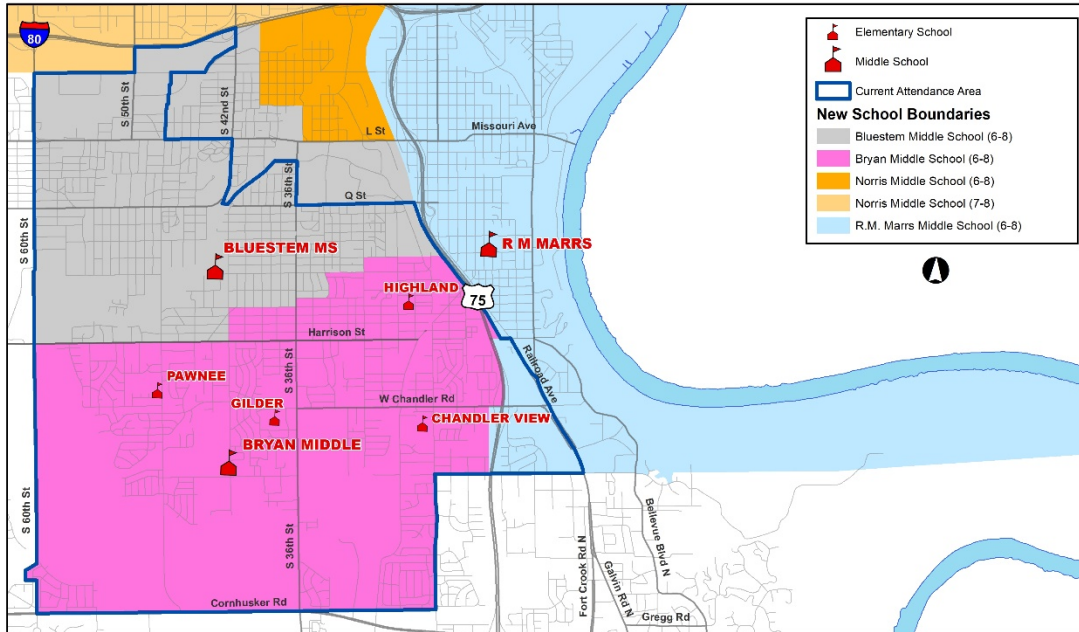 80
S 50th St
S 42nd St
L St
Missouri Ave
S 36th St
Q St
S 60th St
BLUESTEM MS
R M MARRS
HIGHLAND
75
Harrison St
Railroad Ave
PAWNEE
S 36th St
W Chandler Rd
GILDER
CHANDLER VIEW
BRYAN MIDDLE
S 60th St
S 36th St
Cornhusker Rd
Fort Crook Rd N
Bellevue Blvd N
Galvin Rd N
Gregg Rd
Elementary School
Middle School
Current Attendance Area
New School Boundaries
Bluestem Middle School (6-8)
Bryan Middle School (6-8)
Norris Middle School (6-8)
Norris Middle School (7-8)
R.M. Marrs Middle School (6-8)